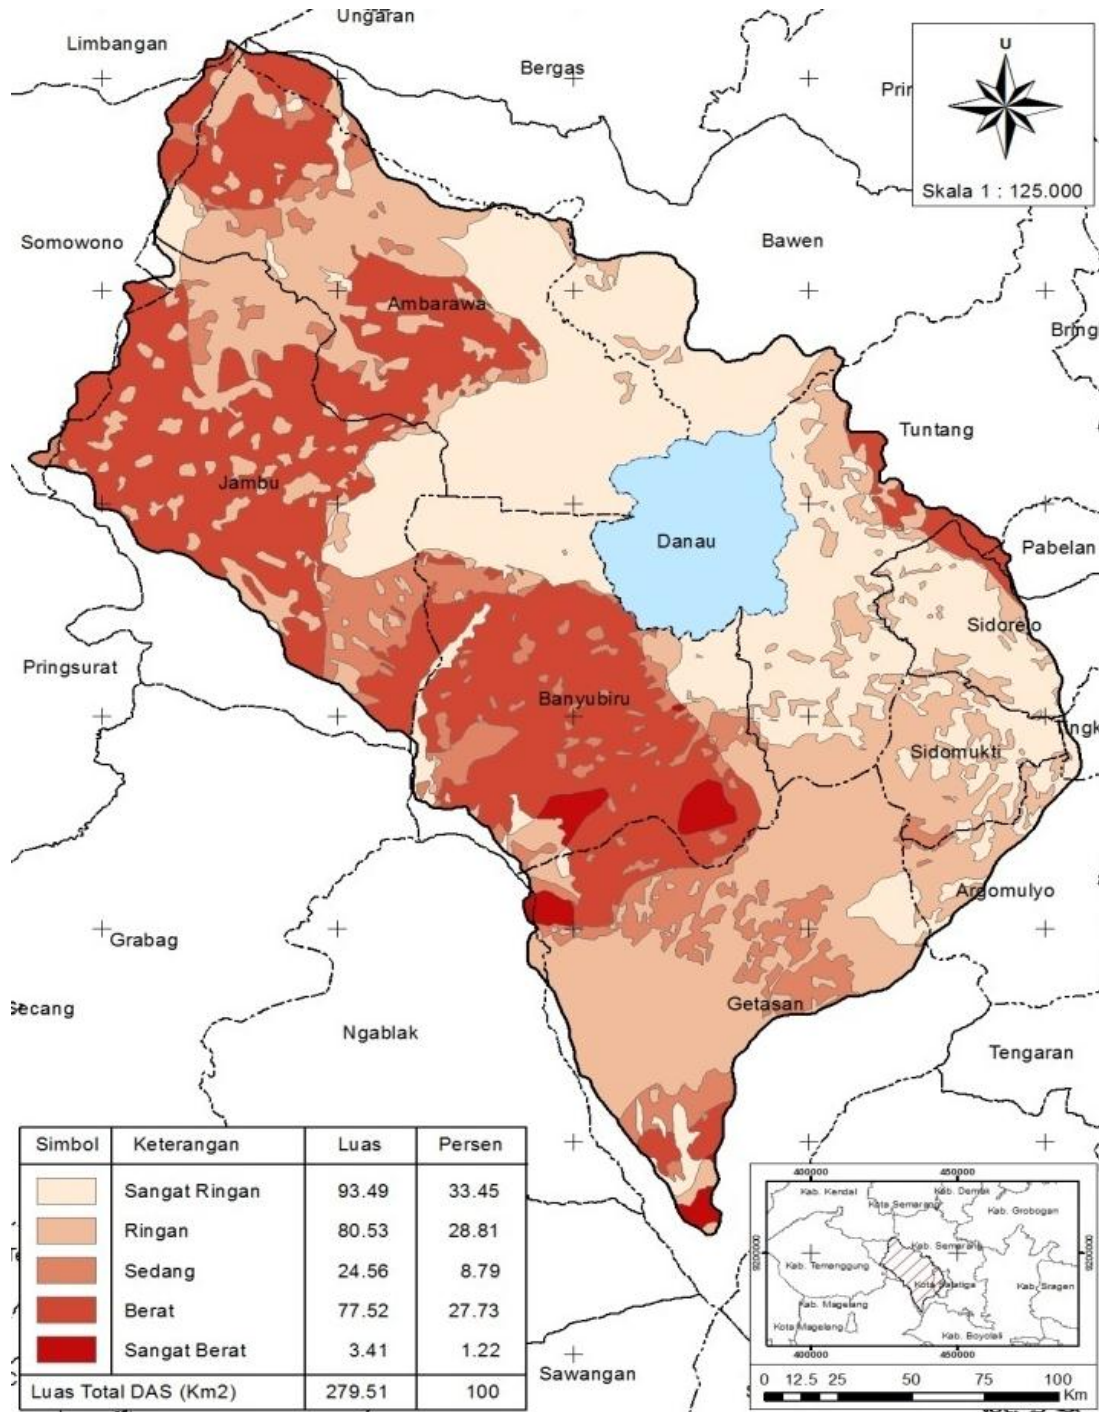 Ungaran
Limbangan
Bergas
U
Skala 1 : 125.000
Somowono
Bawen
Ambarawa
Tuntang
Jambu
Danau
Pabelan
Sidorejo
Pringsurat
Banyubiru
Sidomukti
Argomulyo
Grabag
Getasan
Ngablak
Tengaran
Sawangan
Simbol Keterangan Luas Persen
Sangat Ringan 93.49 33.45
Ringan 80.53 28.81
Sedang 24.56 8.79
Berat 77.52 27.73
Sangat Berat 3.41 1.22
Luas Total DAS (Km2) 279.51 100
400000 450000
Kab. Kendal
Kab. Demak
Kota Semarang
Kab. Grobogan
Kab. Semarang
9200000 9200000
Kab. Temanggung
Kota Salatiga
Kab. Sragen
Kab. Magelang
Kota Magelang
Kab. Boyolali
400000 450000
0 12.5 25 50 75 100
Km